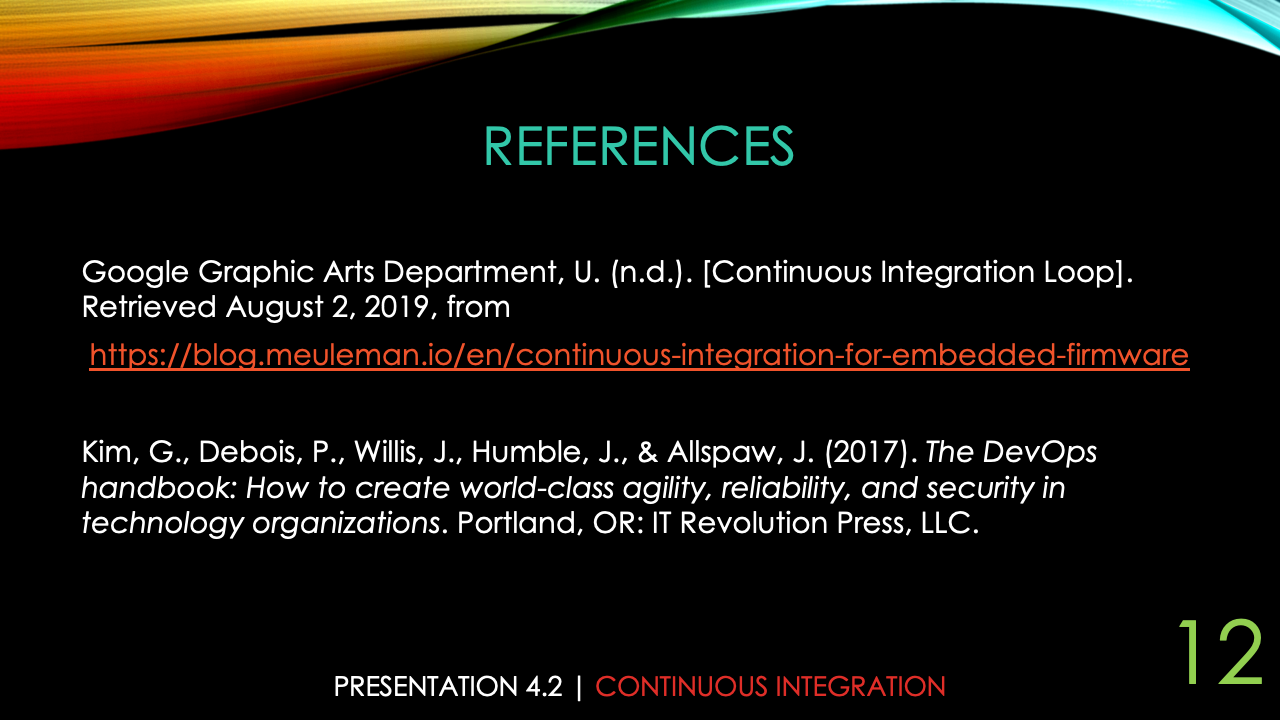 REFERENCES
Google Graphic Arts Department, U. (n.d.). [Continuous Integration Loop].
Retrieved August 2, 2019, from
https://blog.meuleman.io/en/continuous-integration-for-embedded-firmware
Kim, G., Debois, P., Willis, J., Humble, J., & Allspaw, J. (2017). The DevOps
handbook: How to create world-class agility, reliability, and security in
technology organizations. Portland, OR: IT Revolution Press, LLC.
PRESENTATION 4.2 | CONTINUOUS INTEGRATION
12